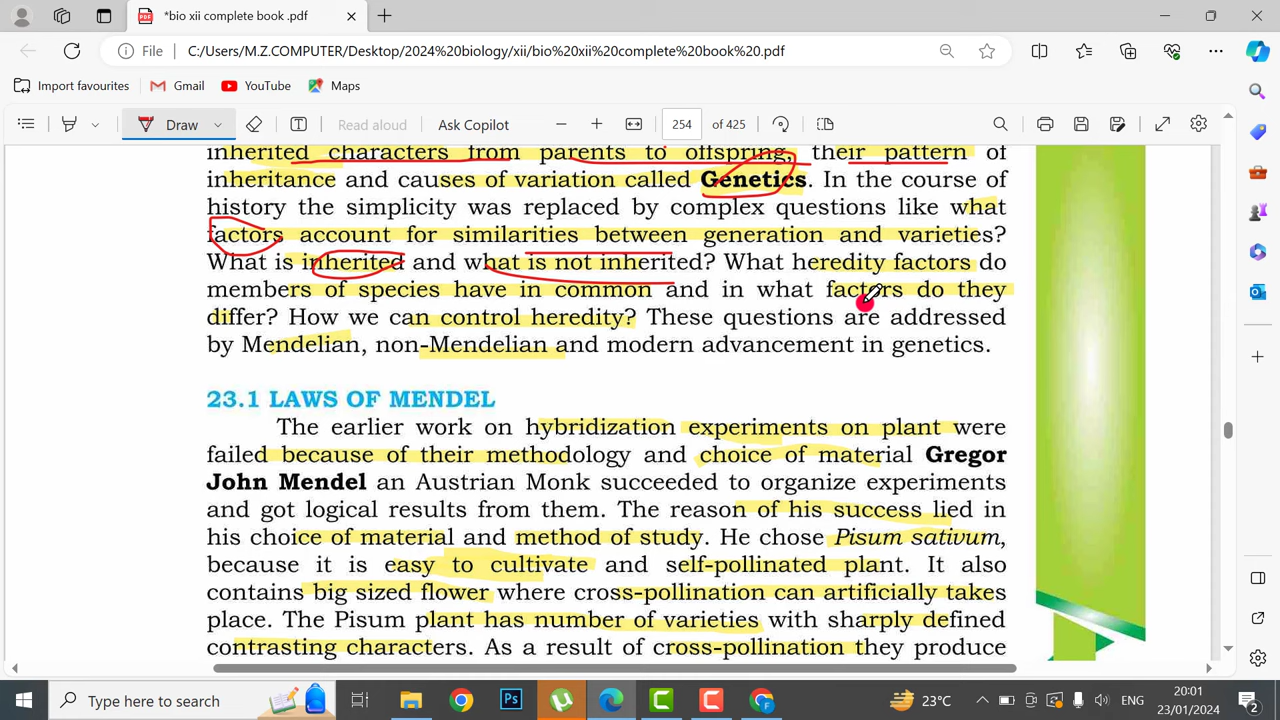 *bio xii complete book .pdf
File
C:/Users/M.Z.COMPUTER/Desktop/2024%20biology/xii/bio%20xii%20complete%20book%20.pdf
Import favourites
Gmail
YouTube
Maps
Draw
Read aloud
Ask Copilot
254 of 425
inherited characters from parents to offspring, their pattern of
inheritance and causes of variation called Genetics. In the course of
history the simplicity was replaced by complex questions like what
factors account for similarities between generation and varieties?
What is inherited and what is not inherited? What heredity factors do
members of species have in common and in what factors do they
differ? How we can control heredity? These questions are addressed
by Mendelian, non-Mendelian and modern advancement in genetics.
23.1 LAWS OF MENDEL
The earlier work on hybridization experiments on plant were
failed because of their methodology and choice of material Gregor
John Mendel an Austrian Monk succeeded to organize experiments
and got logical results from them. The reason of his success lied in
his choice of material and method of study. He chose Pisum sativum,
because it is easy to cultivate and self-pollinated plant. It also
contains big sized flower where cross-pollination can artificially takes
place. The Pisum plant has number of varieties with sharply defined
contrasting characters. As a result of cross-pollination they produce
Type here to search
Ps
23°C
ENG
20:01
23/01/2024
2